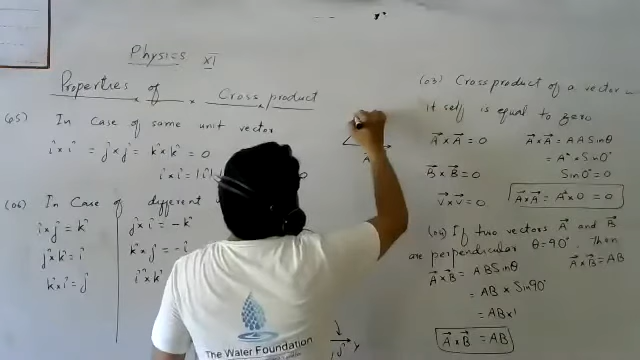 Physics XI
Properties of Cross product
(05) In Case of same unit vector
î x î = ĵ x ĵ = k̂ x k̂ = 0
î x î = |î|
(06) In Case of different
î x ĵ = k̂
ĵ x k̂ = î
k̂ x î = ĵ
ĵ x î = -k̂
k̂ x ĵ = -î
î x k̂
(03) Cross product of a vector
it self is equal to zero
A⃗ x A⃗ = 0
B⃗ x B⃗ = 0
V⃗ x V⃗ = 0
A⃗ x A⃗ = A A Sinθ
= A² x Sin0°
Sin0° = 0
A⃗ x A⃗ = A² x 0 = 0
(04) If two vectors A⃗ and B⃗
are perpendicular θ = 90° Then
A⃗ x B⃗ = AB Sinθ
A⃗ x B⃗ = AB
= AB x Sin90°
= AB x 1
A⃗ x B⃗ = AB
y
The Water Foundation